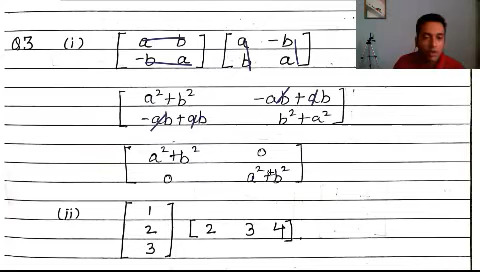 Q3 (i) [a b -b a] [a -b b a]
[a²+b² -ab+ab -ab+ab b²+a²]
[a²+b² 0 0 a²+b²]
(ii) [1 2 3] [2 3 4].